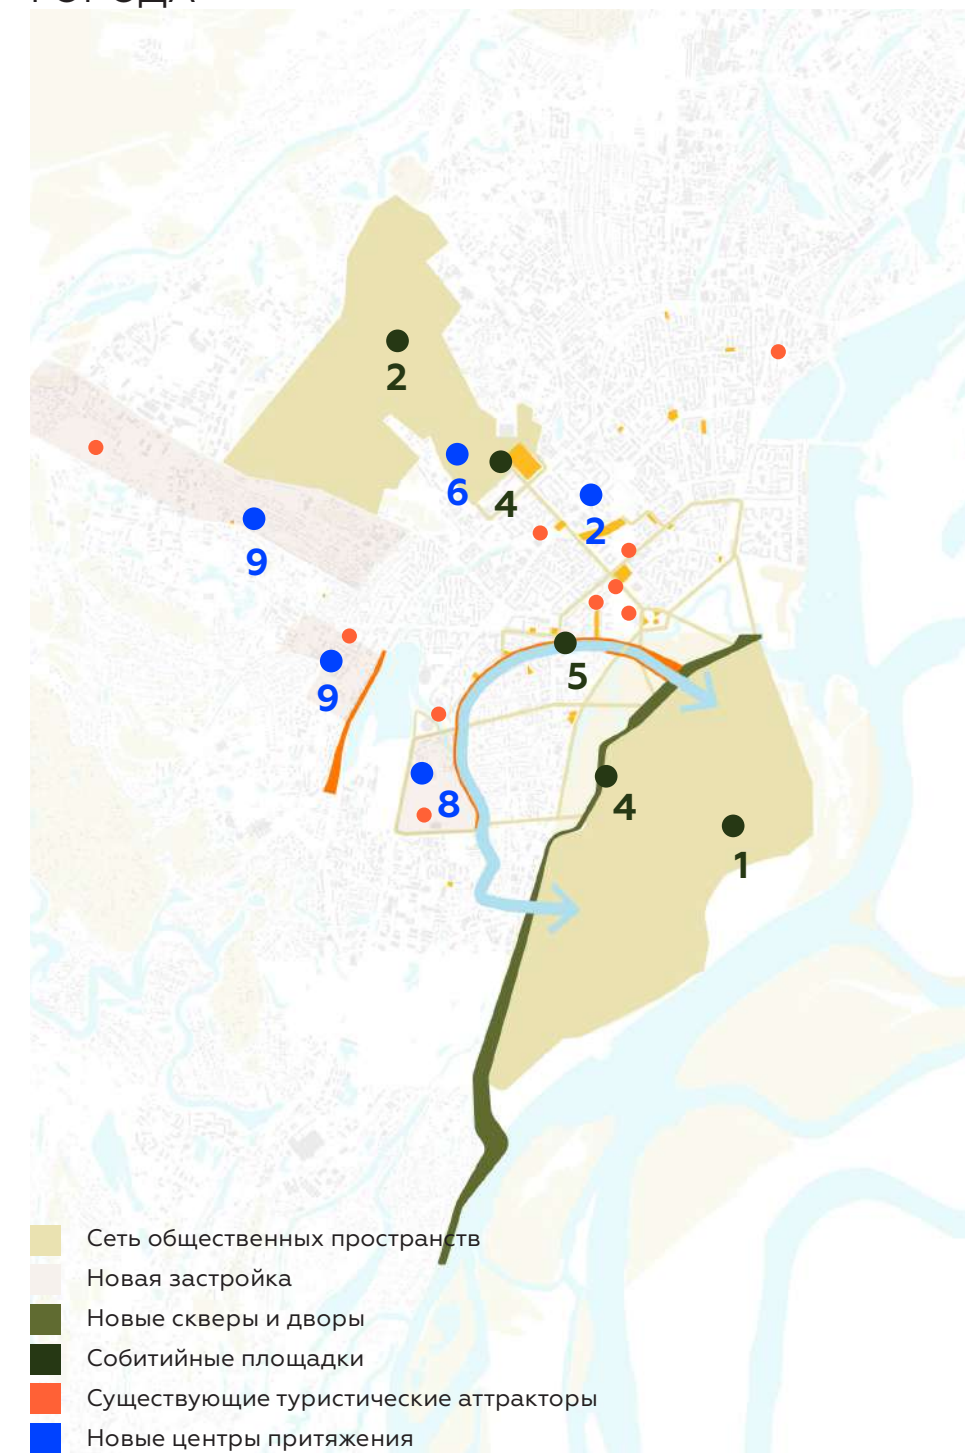 2
6
4
2
9
5
9
8
4
1
Сеть общественных пространств
Новая застройка
Новые скверы и дворы
Собитийные площадки
Существующие туристические аттракторы
Новые центры притяжения